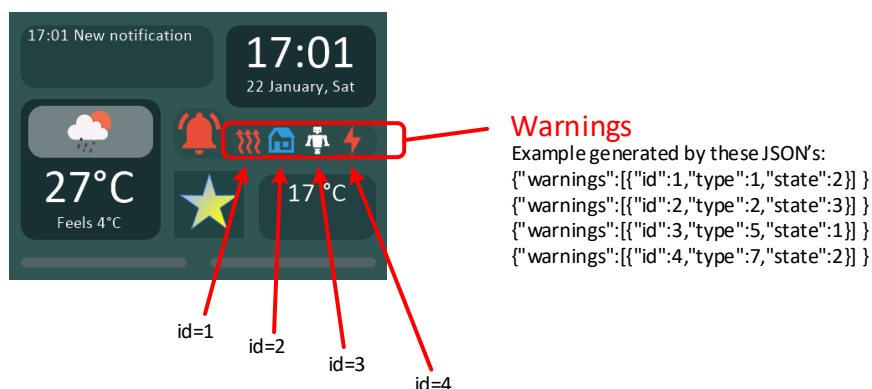 17:01 New notification
17:01
22 January, Sat
27°C
Feels 4°C
17 °C
Warnings
Example generated by these JSON's:
{"warnings":[{"id":1,"type":1,"state":2}] }
{"warnings":[{"id":2,"type":2,"state":3}] }
{"warnings":[{"id":3,"type":5,"state":1}] }
{"warnings":[{"id":4,"type":7,"state":2}] }
id=1
id=2
id=3
id=4